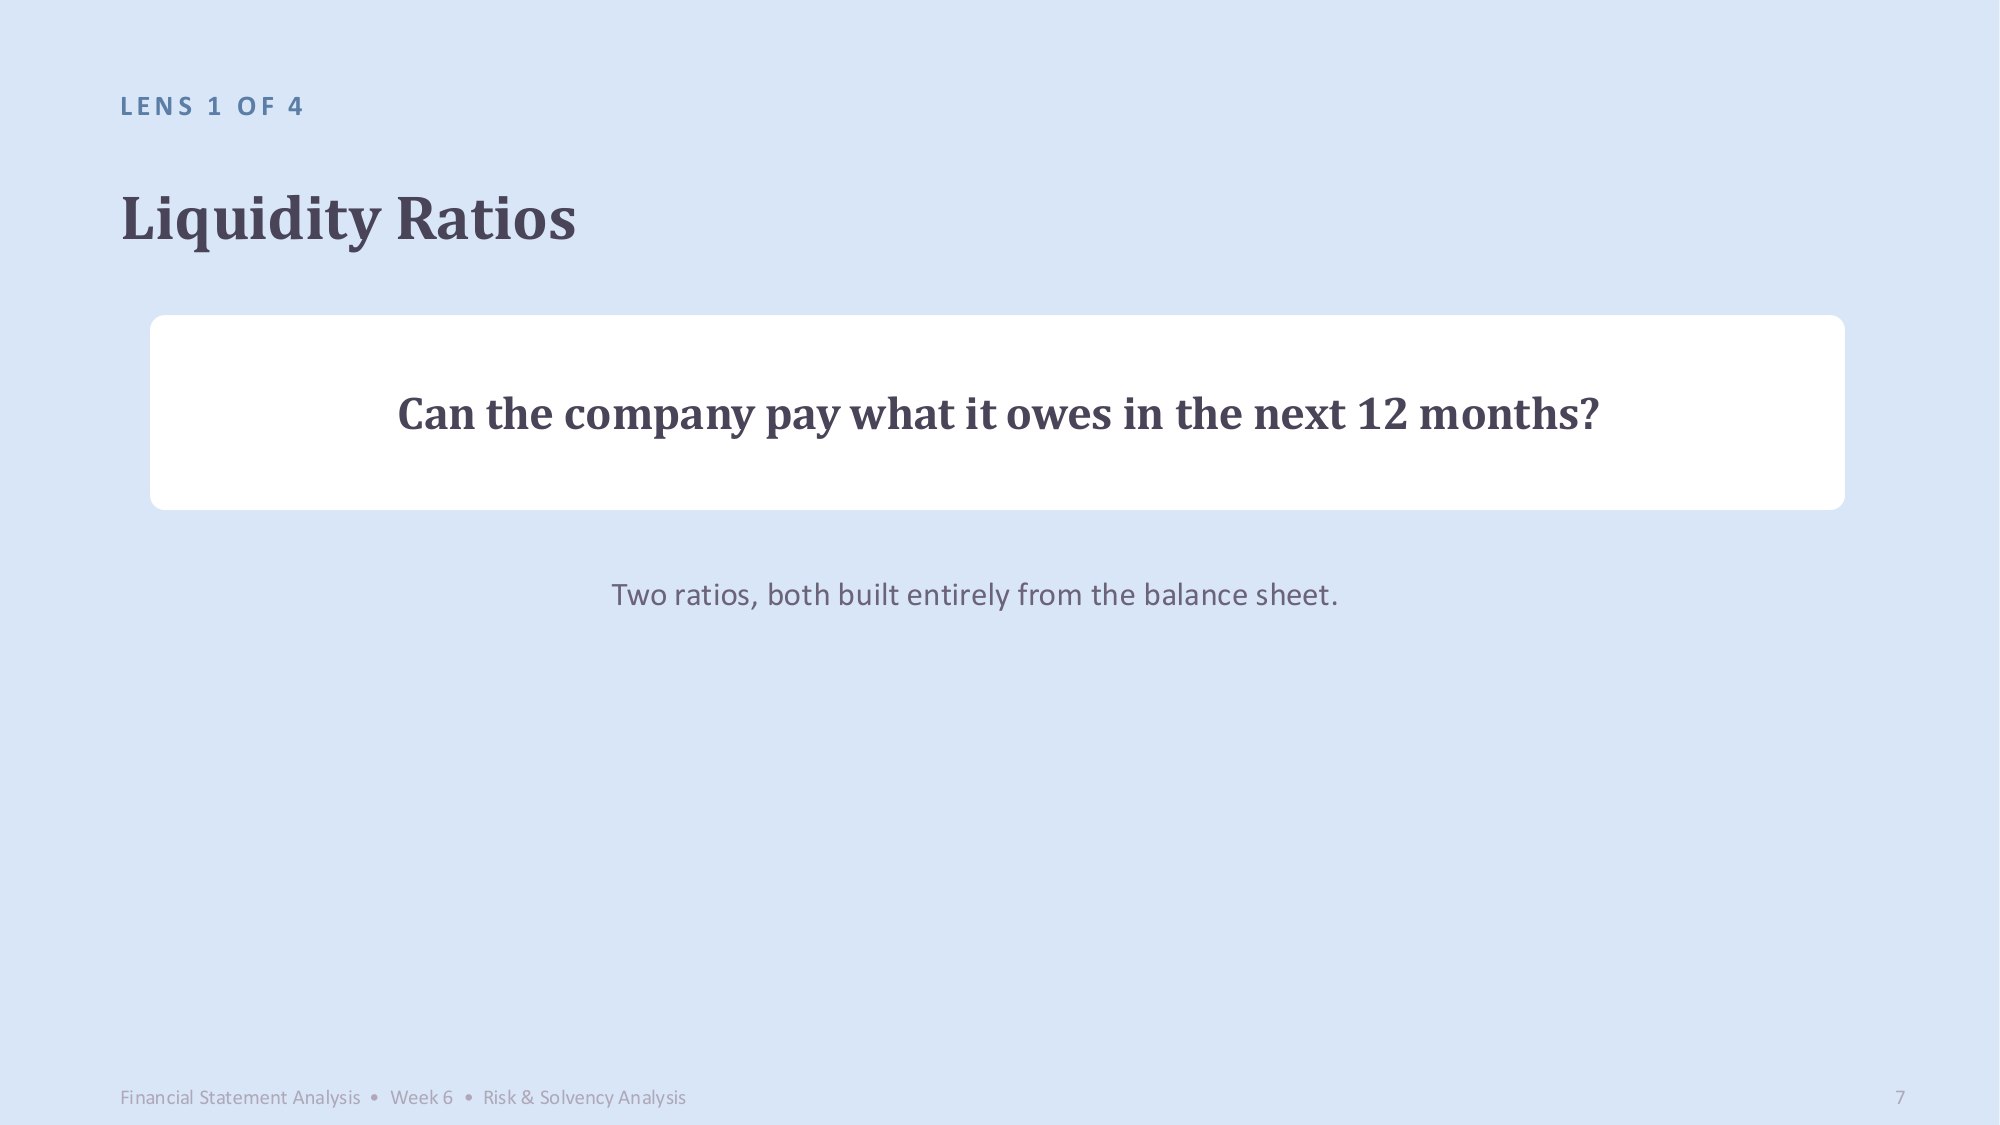 LENS 1 OF 4
Liquidity Ratios
Can the company pay what it owes in the next 12 months?
Two ratios, both built entirely from the balance sheet.
Financial Statement Analysis • Week 6 • Risk & Solvency Analysis
7